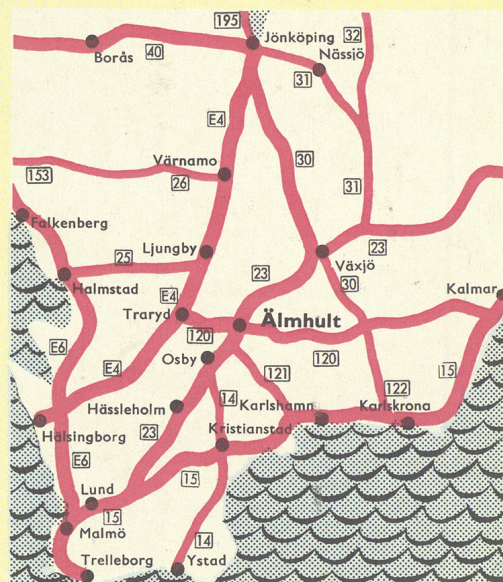 195
Jönköping
32
Borås
40
Nässjö
31
E4
Värnamo
30
153
26
31
Falkenberg
Ljungby
23
25
23
Växjö
Halmstad
30
Kalmar
E4
Traryd
Älmhult
120
E6
Osby
120
E4
121
15
14
122
Hässleholm
Karlshamn
Karlskrona
Hälsingborg
23
Kristianstad
E6
15
Lund
15
Malmö
14
Trelleborg
Ystad